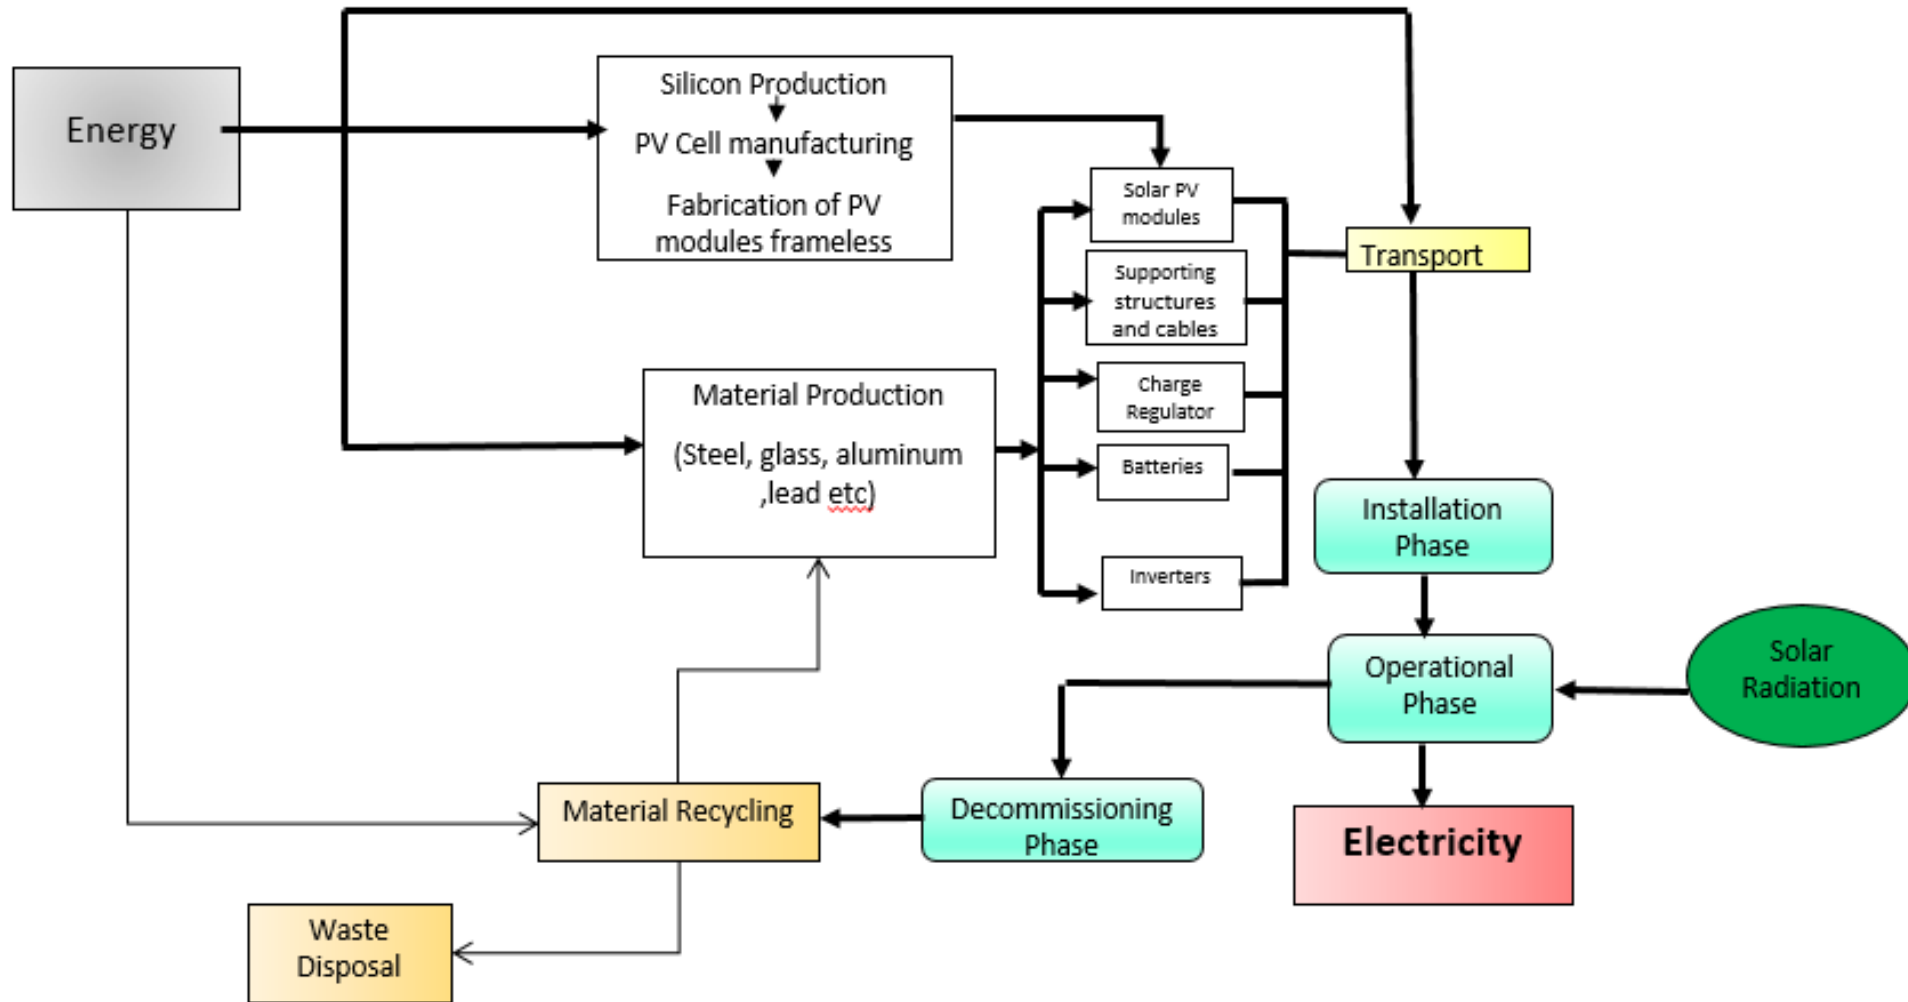 Energy
Silicon Production
PV Cell manufacturing
Fabrication of PV
modules frameless
Solar PV
modules
Supporting
structures
and cables
Charge
Regulator
Batteries
Inverters
Transport
Material Production
(Steel, glass, aluminum
,lead etc)
Installation
Phase
Operational
Phase
Solar
Radiation
Electricity
Decommissioning
Phase
Material Recycling
Waste
Disposal